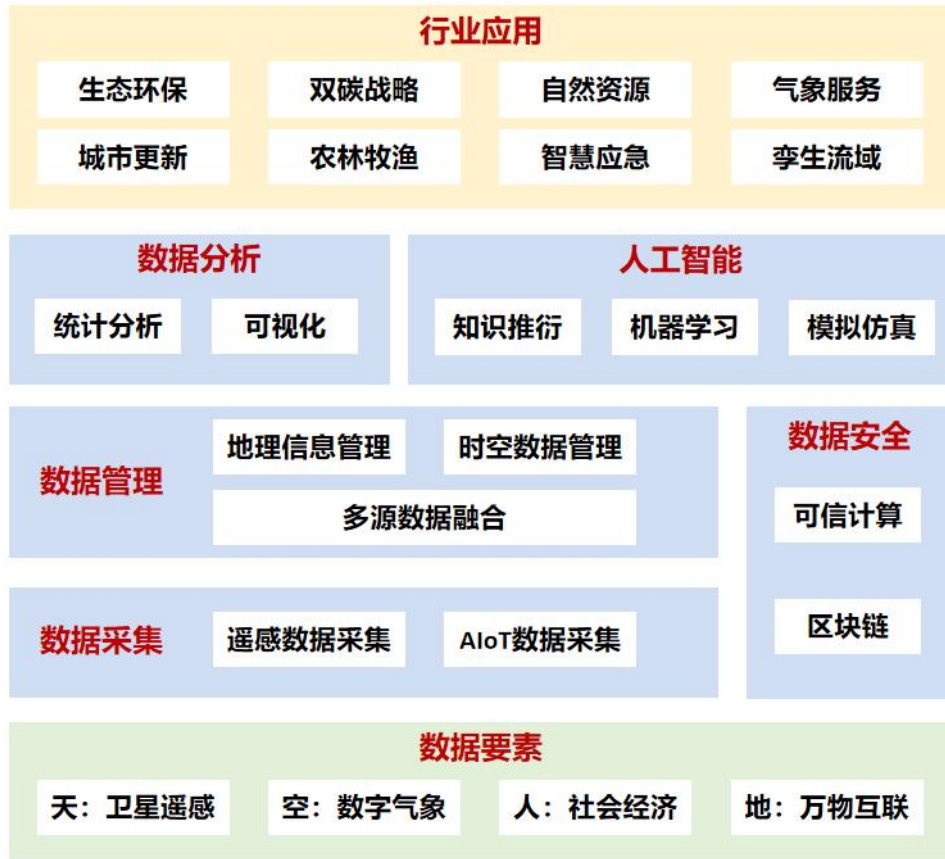 行业应用
生态环保 双碳战略 自然资源 气象服务
城市更新 农林牧渔 智慧应急 孪生流域
数据分析
统计分析 可视化
人工智能
知识推衍 机器学习 模拟仿真
数据管理
地理信息管理 时空数据管理
多源数据融合
数据安全
可信计算
区块链
数据采集
遥感数据采集 AIoT数据采集
数据要素
天：卫星遥感 空：数字气象 人：社会经济 地：万物互联